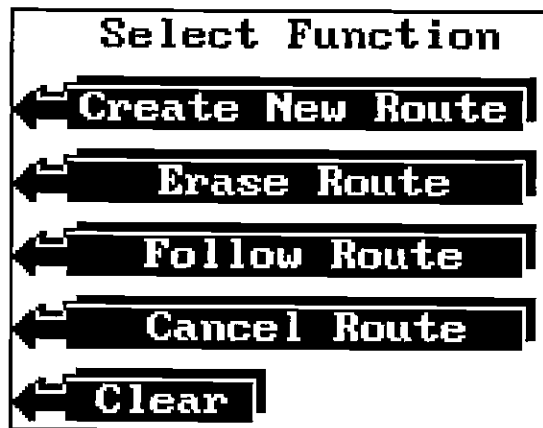 Select Function
Create New Route
Erase Route
Follow Route
Cancel Route
Clear